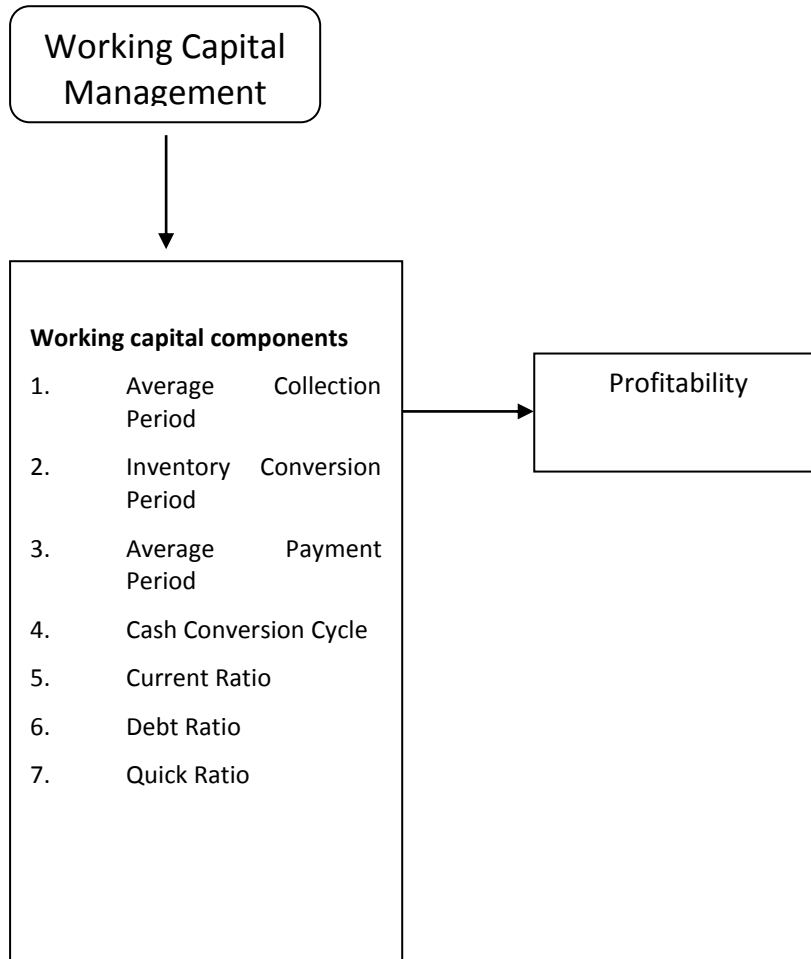 Working Capital
Management
Working capital components
1. Average Collection
Period
2. Inventory Conversion
Period
3. Average Payment
Period
4. Cash Conversion Cycle
5. Current Ratio
6. Debt Ratio
7. Quick Ratio
Profitability